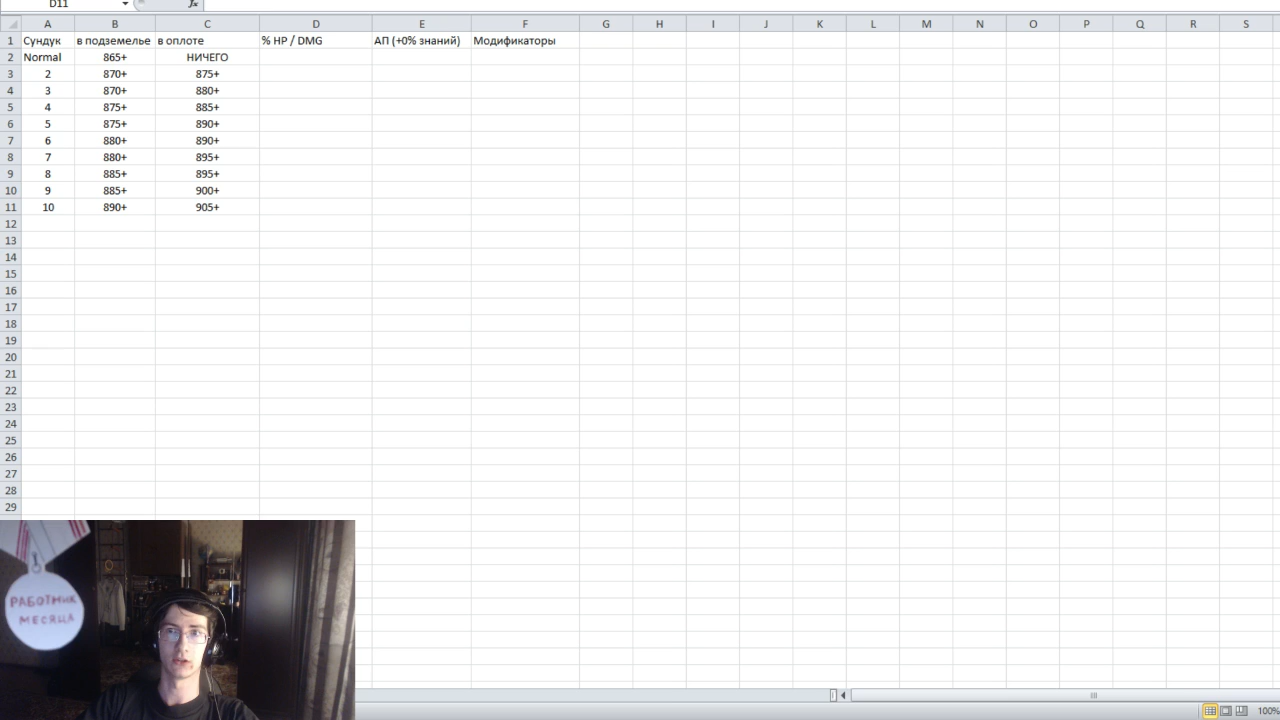 D11 fx
A B C D E F G H I J K L M N O P Q R S
1 Сундук в подземелье в оплоте % HP / DMG АП (+0% знаний) Модификаторы
2 Normal 865+ НИЧЕГО
3 2 870+ 875+
4 3 870+ 880+
5 4 875+ 885+
6 5 875+ 890+
7 6 880+ 890+
8 7 880+ 895+
9 8 885+ 895+
10 9 885+ 900+
11 10 890+ 905+
12
13
14
15
16
17
18
19
20
21
22
23
24
25
26
27
28
29
РАБОТНИК
МЕСЯЦА
100%